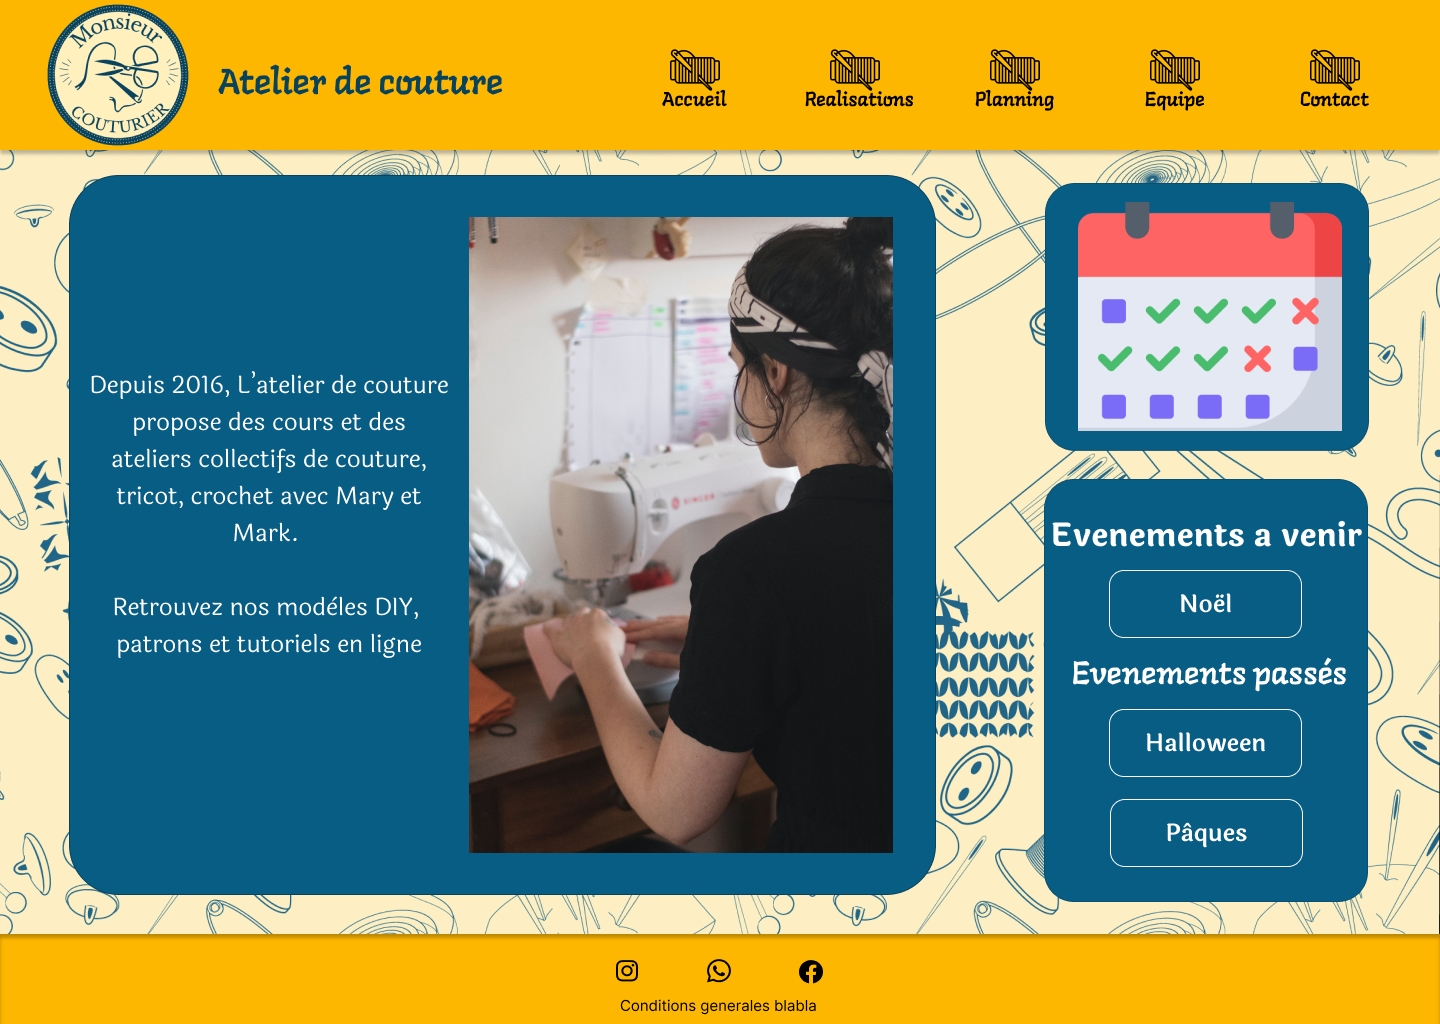 Monsieur
COUTURIER
Atelier de couture
Accueil
Realisations
Planning
Equipe
Contact
Depuis 2016, L’atelier de couture
propose des cours et des
ateliers collectifs de couture,
tricot, crochet avec Mary et
Mark.
Retrouvez nos modéles DIY,
patrons et tutoriels en ligne
SINGER
Evenements a venir
Noël
Evenements passés
Halloween
Pâques
Conditions generales blabla